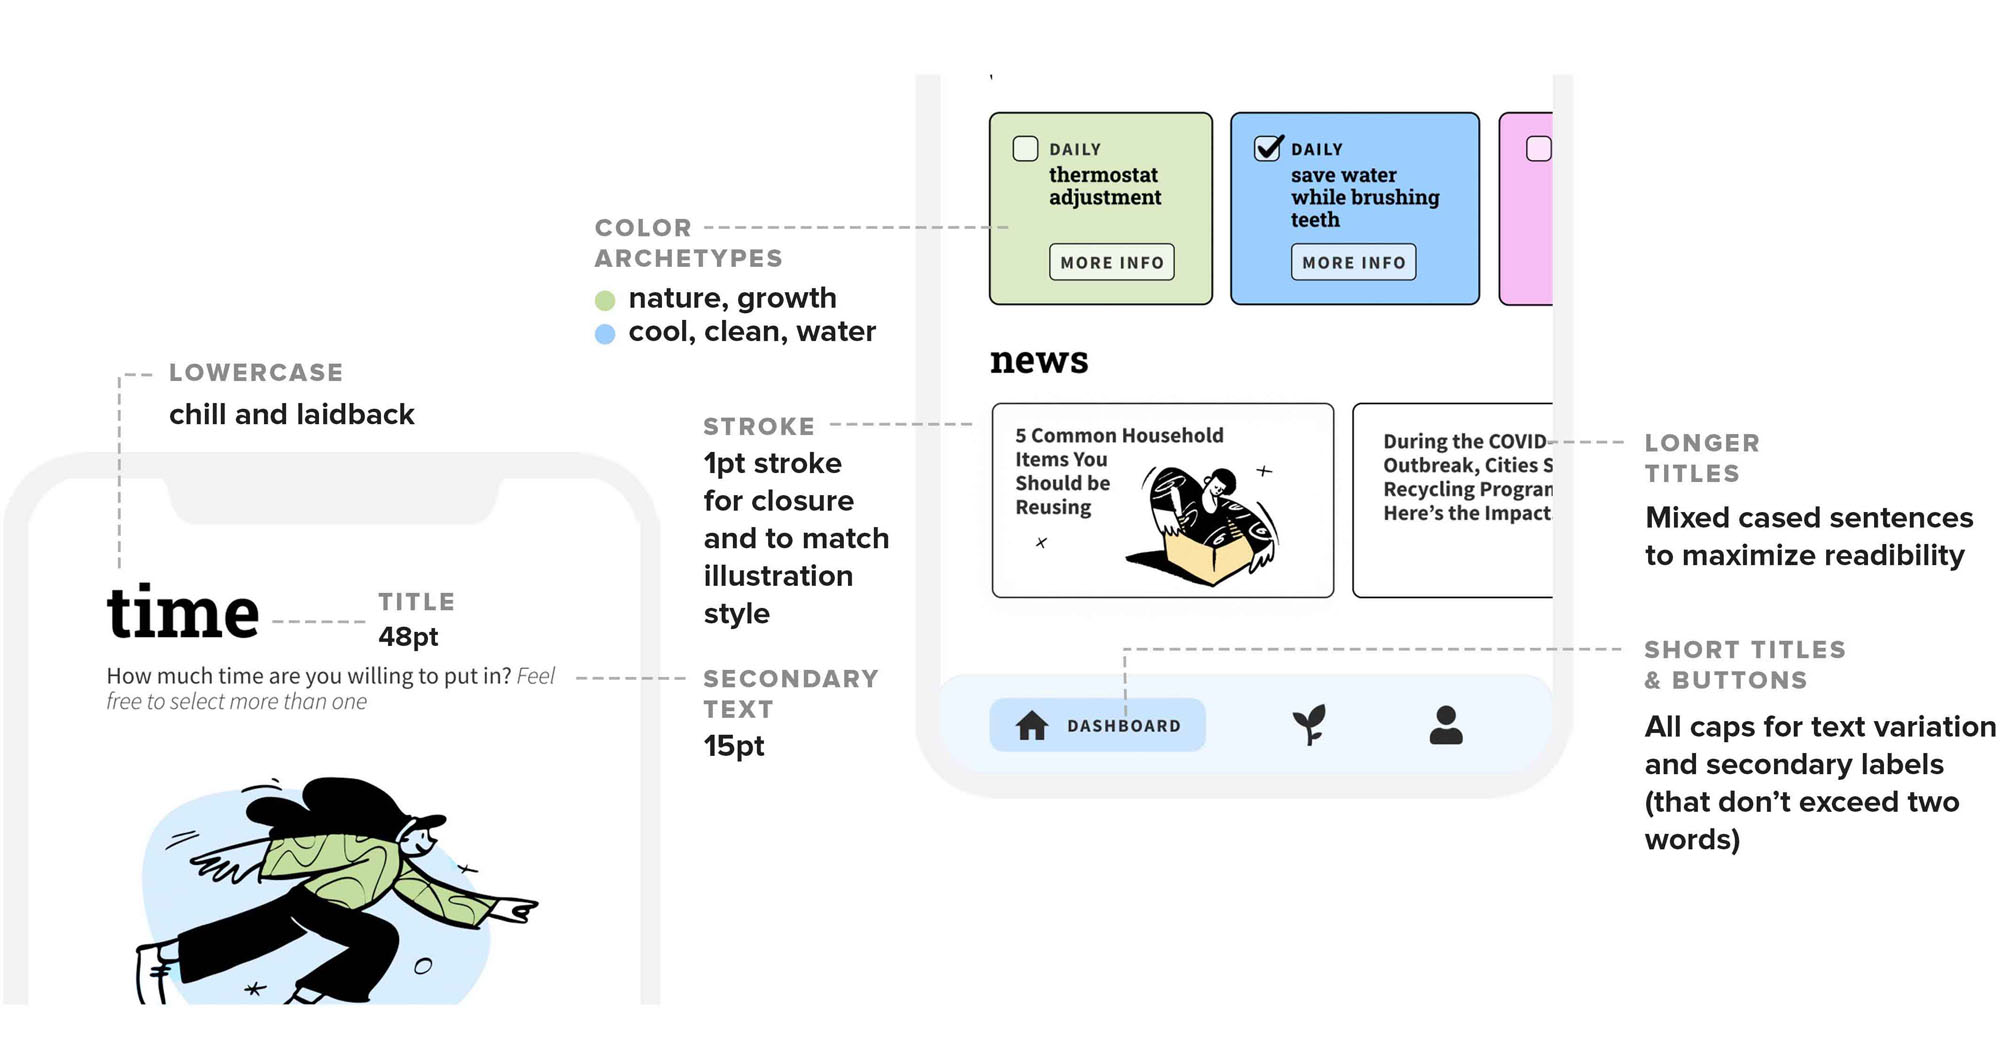 LOWERCASE
chill and laidback
time
TITLE
48pt
How much time are you willing to put in? Feel
free to select more than one
SECONDARY
TEXT
15pt
COLOR
ARCHETYPES
nature, growth
cool, clean, water
STROKE
1pt stroke
for closure
and to match
illustration
style
DAILY
thermostat
adjustment
MORE INFO
DAILY
save water
while brushing
teeth
MORE INFO
news
5 Common Household
Items You
Should be
Reusing
During the COVID-
Outbreak, Cities S
Recycling Program
Here's the Impact
DASHBOARD
LONGER
TITLES
Mixed cased sentences
to maximize readibility
SHORT TITLES
& BUTTONS
All caps for text variation
and secondary labels
(that don't exceed two
words)